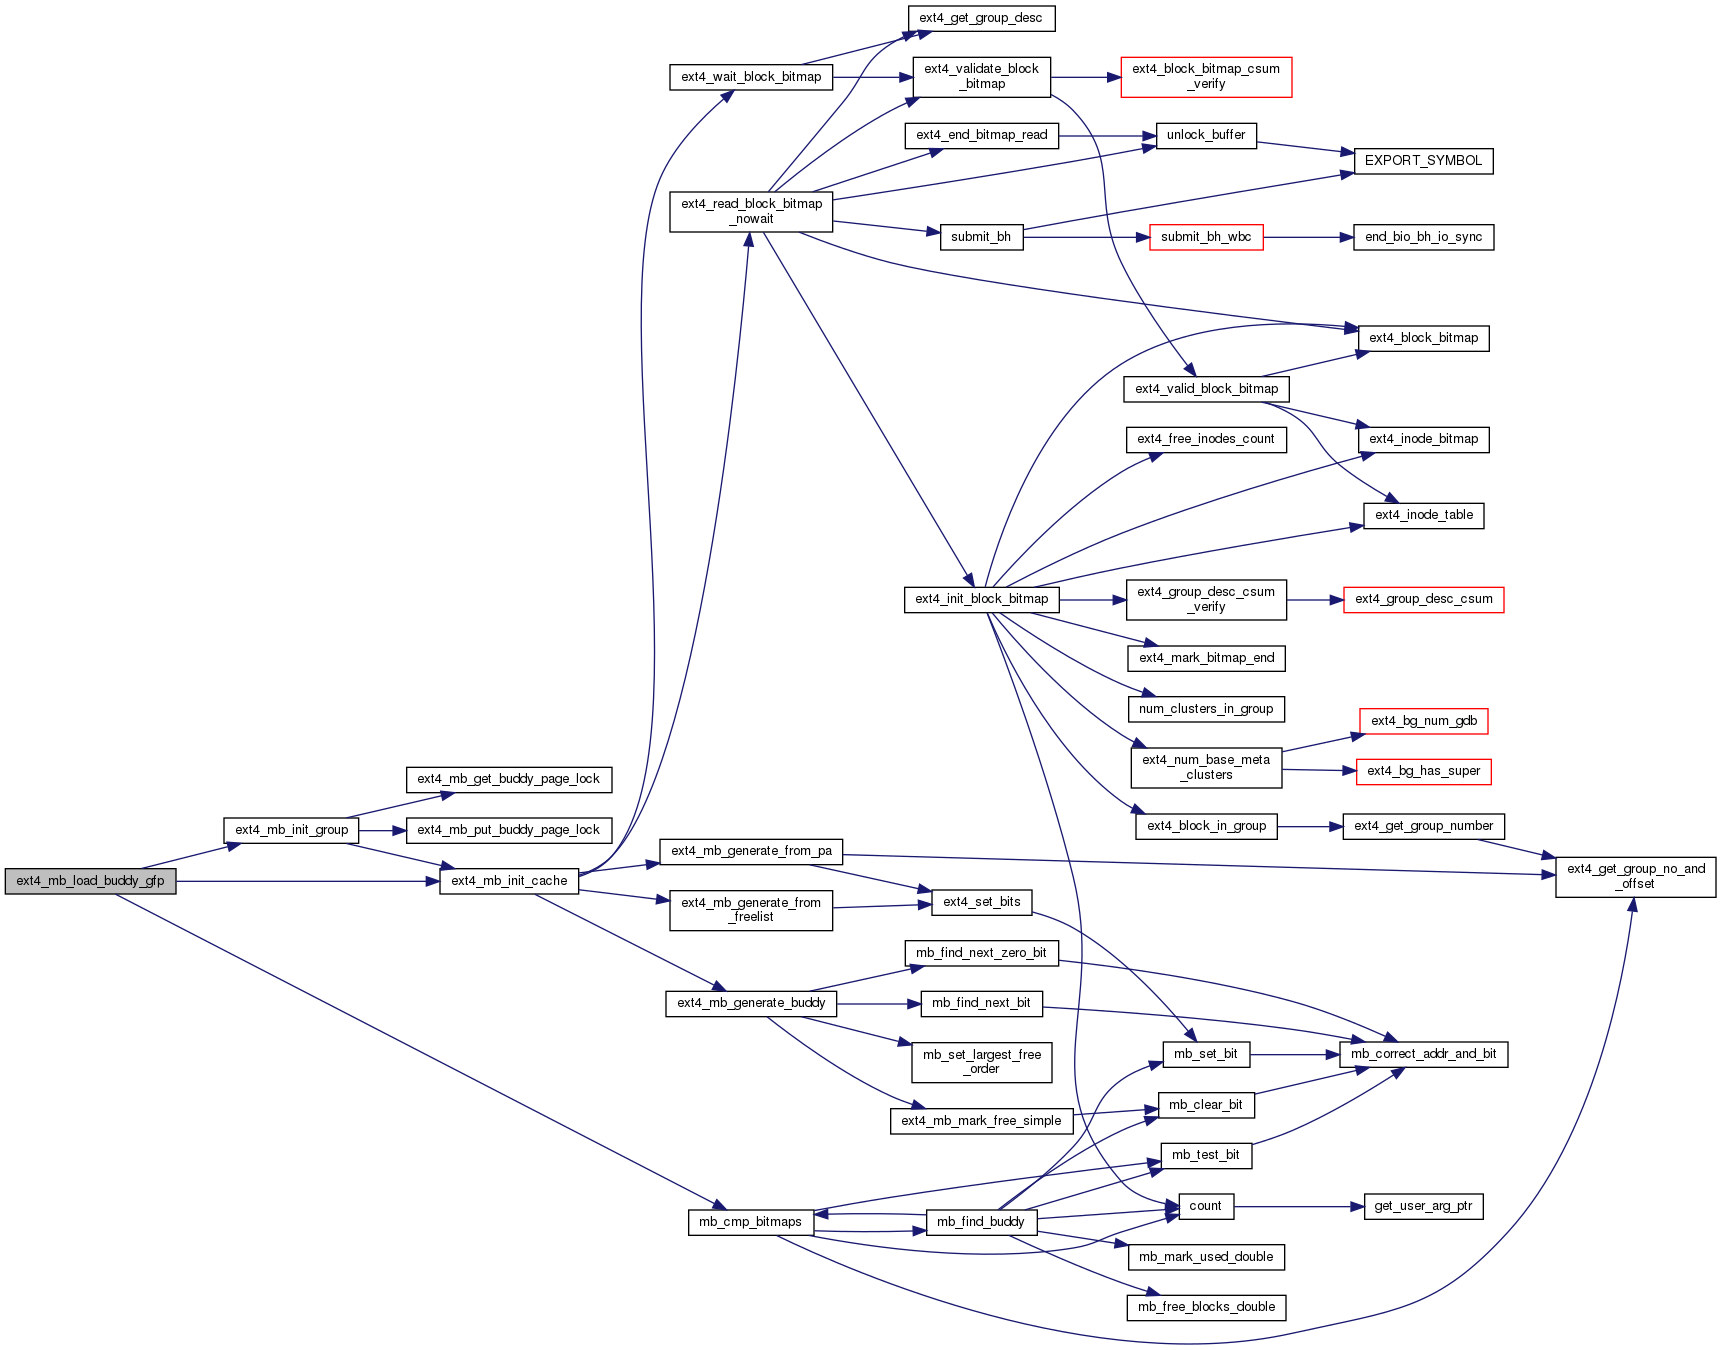 ext4_get_group_desc
ext4_wait_block_bitmap
ext4_validate_block
_bitmap
ext4_block_bitmap_csum
_verify
ext4_end_bitmap_read
unlock_buffer
EXPORT_SYMBOL
ext4_read_block_bitmap
_nowait
submit_bh
submit_bh_wbc
end_bio_bh_io_sync
ext4_block_bitmap
ext4_valid_block_bitmap
ext4_free_inodes_count
ext4_inode_bitmap
ext4_inode_table
ext4_init_block_bitmap
ext4_group_desc_csum
_verify
ext4_group_desc_csum
ext4_mark_bitmap_end
num_clusters_in_group
ext4_bg_num_gdb
ext4_num_base_meta
_clusters
ext4_bg_has_super
ext4_mb_get_buddy_page_lock
ext4_mb_init_group
ext4_mb_put_buddy_page_lock
ext4_block_in_group
ext4_get_group_number
ext4_mb_generate_from_pa
ext4_get_group_no_and
_offset
ext4_mb_load_buddy_gfp
ext4_mb_init_cache
ext4_mb_generate_from
_freelist
ext4_set_bits
mb_find_next_zero_bit
ext4_mb_generate_buddy
mb_find_next_bit
mb_set_largest_free
_order
mb_set_bit
mb_correct_addr_and_bit
ext4_mb_mark_free_simple
mb_clear_bit
mb_test_bit
mb_cmp_bitmaps
mb_find_buddy
count
get_user_arg_ptr
mb_mark_used_double
mb_free_blocks_double